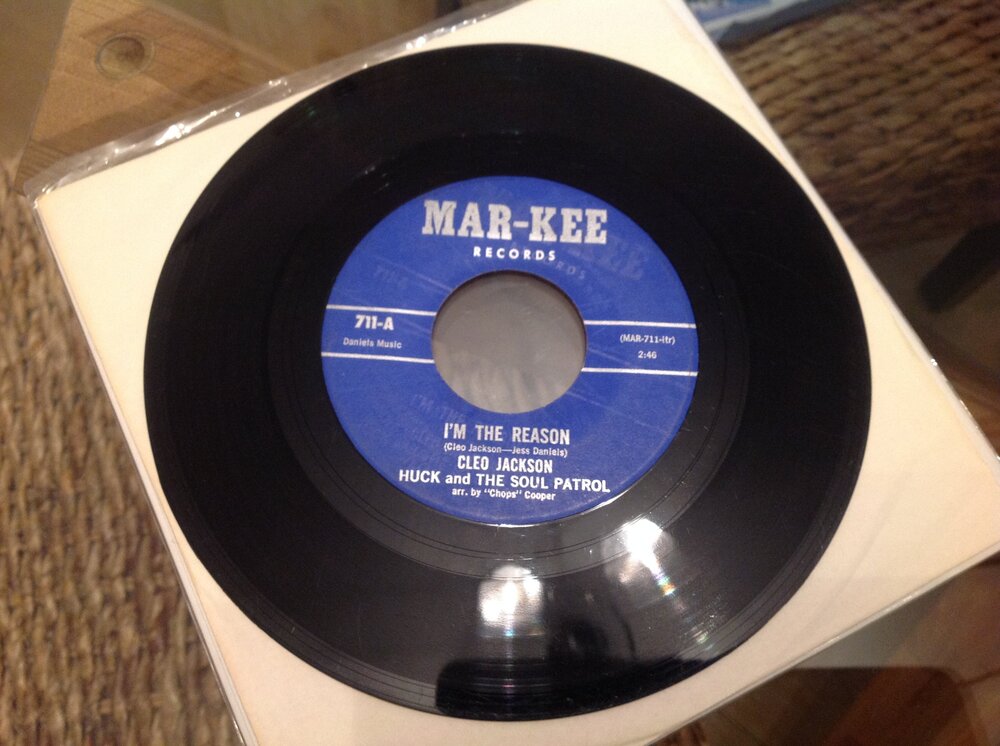 MAR-KEE
RECORDS
711-A
Daniels Music
(MAR-711-itr)
2:46
I'M THE REASON
(Cleo Jackson—Jess Daniels)
CLEO JACKSON
HUCK and THE SOUL PATROL
arr. by "Chops" Cooper